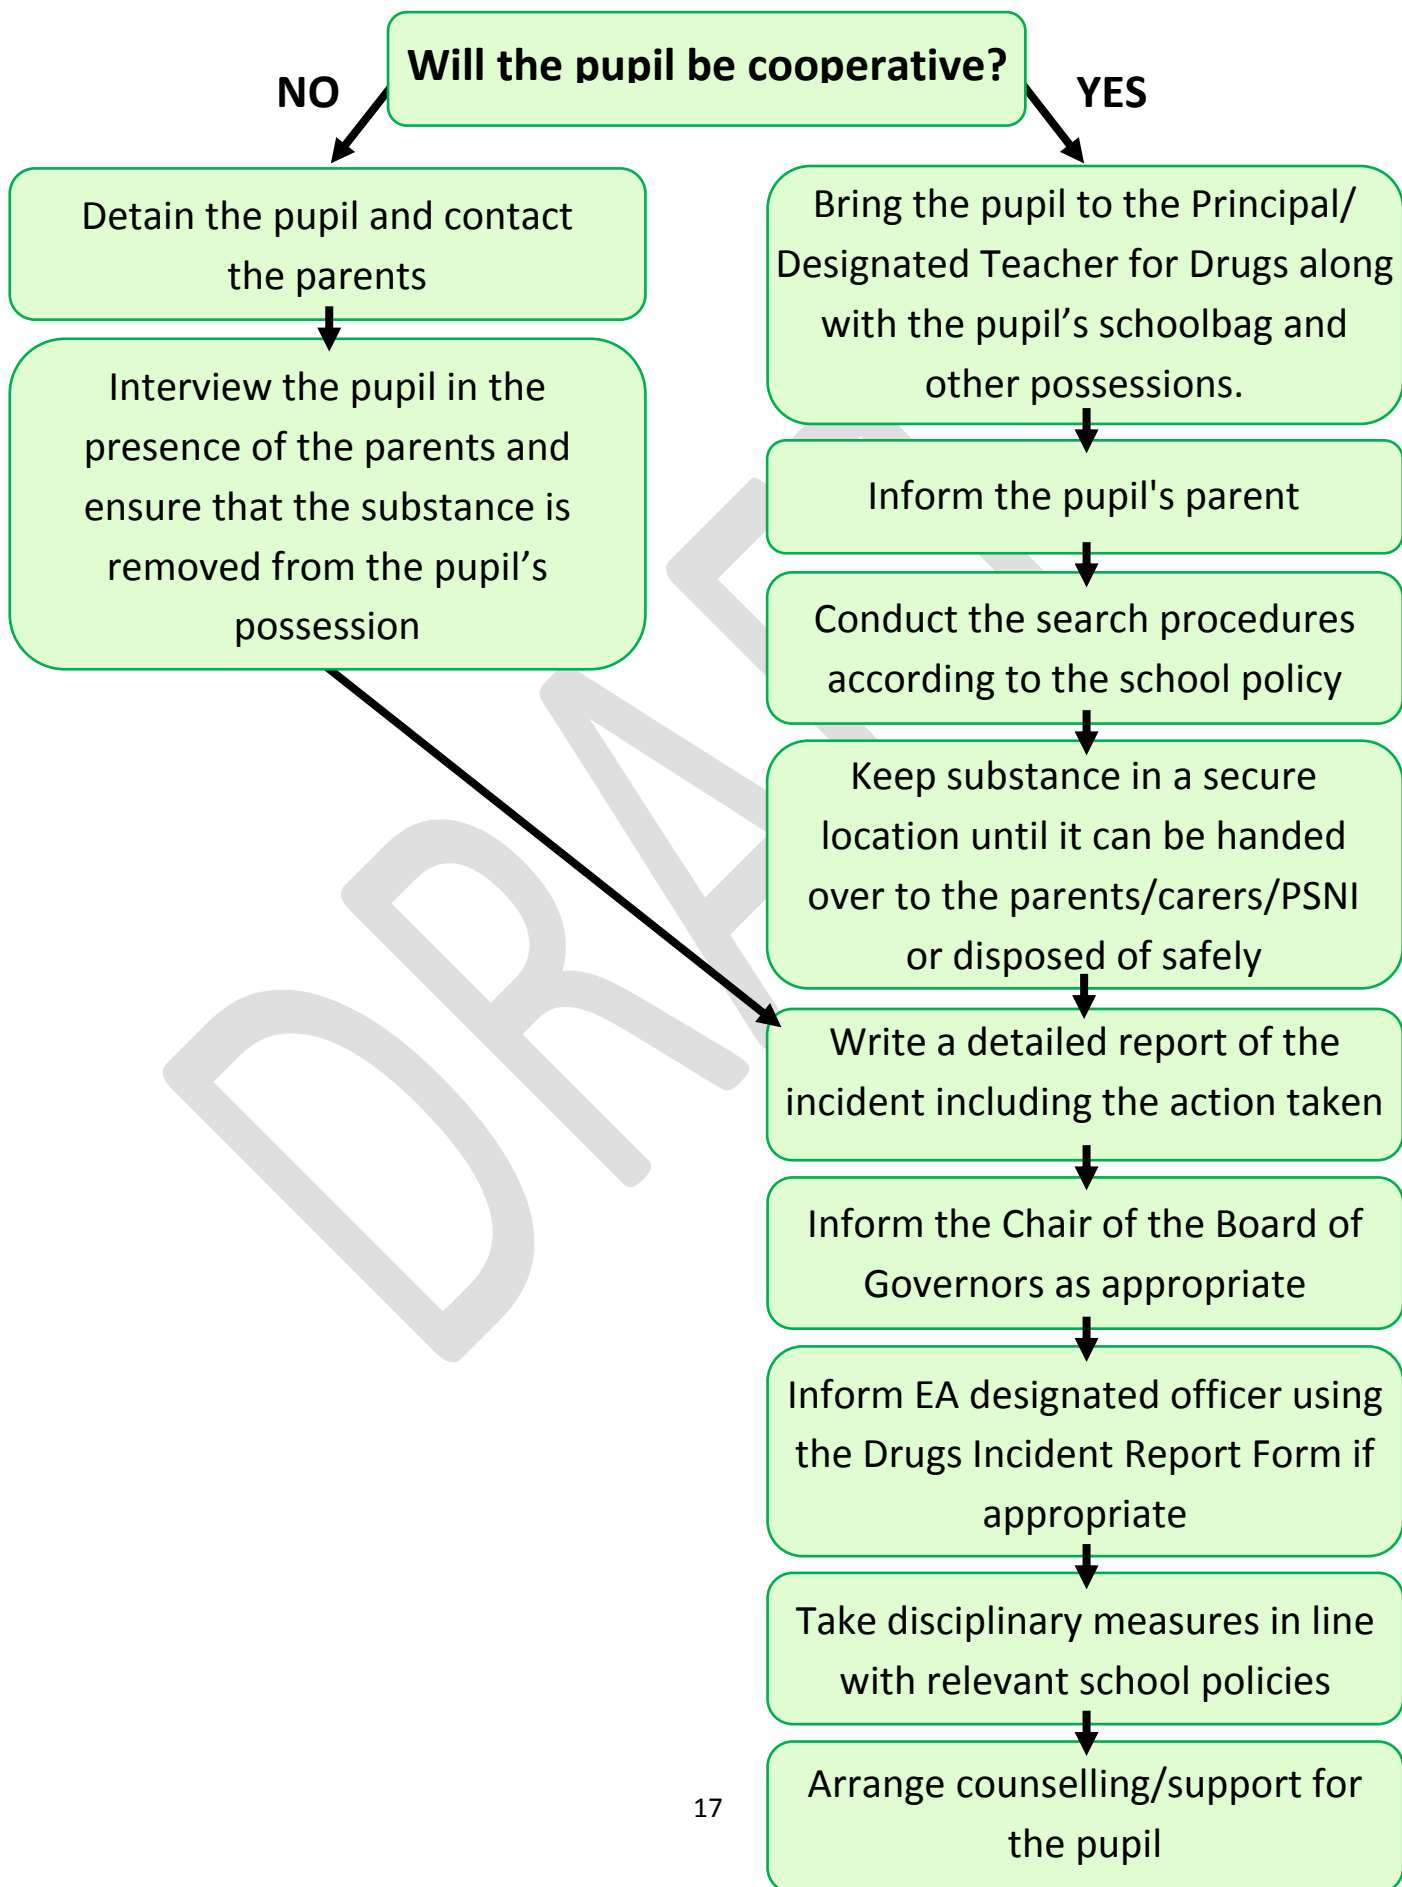 Will the pupil be cooperative?
NO
YES
Detain the pupil and contact
the parents
Interview the pupil in the
presence of the parents and
ensure that the substance is
removed from the pupil’s
possession
Bring the pupil to the Principal/
Designated Teacher for Drugs along
with the pupil’s schoolbag and
other possessions.
Inform the pupil's parent
Conduct the search procedures
according to the school policy
Keep substance in a secure
location until it can be handed
over to the parents/carers/PSNI
or disposed of safely
Write a detailed report of the
incident including the action taken
Inform the Chair of the Board of
Governors as appropriate
Inform EA designated officer using
the Drugs Incident Report Form if
appropriate
Take disciplinary measures in line
with relevant school policies
Arrange counselling/support for
the pupil
17
DRAFT